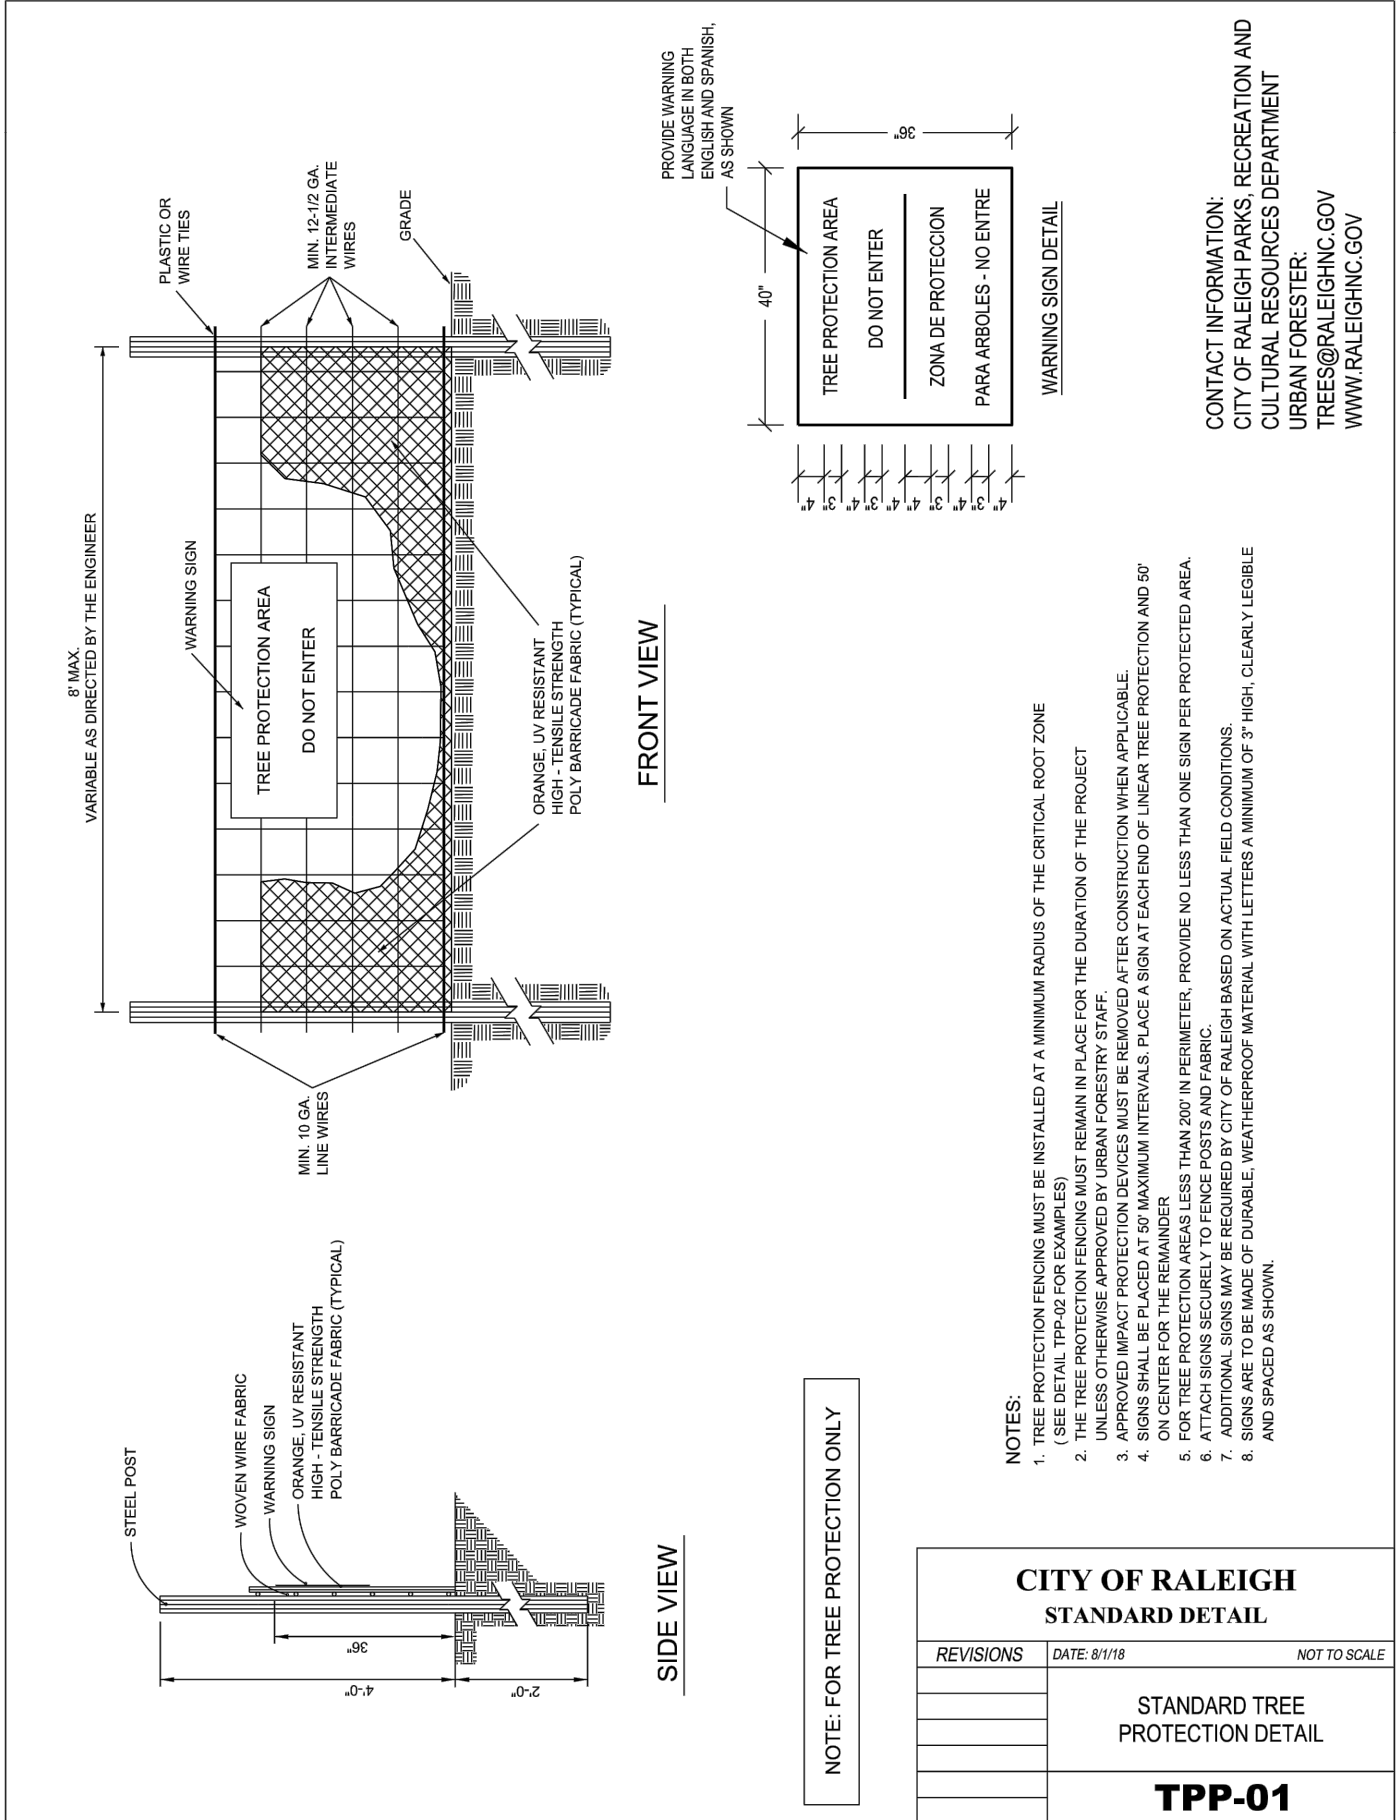 STEEL POST
WOVEN WIRE FABRIC
WARNING SIGN
ORANGE, UV RESISTANT
HIGH - TENSILE STRENGTH
POLY BARRICADE FABRIC (TYPICAL)
36"
4'-0"
2'-0"
SIDE VIEW
8' MAX.
VARIABLE AS DIRECTED BY THE ENGINEER
WARNING SIGN
PLASTIC OR
WIRE TIES
MIN. 12-1/2 GA.
INTERMEDIATE
WIRES
GRADE
MIN. 10 GA.
LINE WIRES
TREE PROTECTION AREA
DO NOT ENTER
ORANGE, UV RESISTANT
HIGH - TENSILE STRENGTH
POLY BARRICADE FABRIC (TYPICAL)
FRONT VIEW
PROVIDE WARNING
LANGUAGE IN BOTH
ENGLISH AND SPANISH,
AS SHOWN
40"
36"
4"
3"
4"
3"
4"
4"
3"
4"
3"
4"
TREE PROTECTION AREA
DO NOT ENTER
ZONA DE PROTECCION
PARA ARBOLES - NO ENTRE
WARNING SIGN DETAIL
NOTE: FOR TREE PROTECTION ONLY
NOTES:
1. TREE PROTECTION FENCING MUST BE INSTALLED AT A MINIMUM RADIUS OF THE CRITICAL ROOT ZONE
( SEE DETAIL TPP-02 FOR EXAMPLES)
2. THE TREE PROTECTION FENCING MUST REMAIN IN PLACE FOR THE DURATION OF THE PROJECT
UNLESS OTHERWISE APPROVED BY URBAN FORESTRY STAFF.
3. APPROVED IMPACT PROTECTION DEVICES MUST BE REMOVED AFTER CONSTRUCTION WHEN APPLICABLE.
4. SIGNS SHALL BE PLACED AT 50' MAXIMUM INTERVALS. PLACE A SIGN AT EACH END OF LINEAR TREE PROTECTION AND 50'
ON CENTER FOR THE REMAINDER
5. FOR TREE PROTECTION AREAS LESS THAN 200' IN PERIMETER, PROVIDE NO LESS THAN ONE SIGN PER PROTECTED AREA.
6. ATTACH SIGNS SECURELY TO FENCE POSTS AND FABRIC.
7. ADDITIONAL SIGNS MAY BE REQUIRED BY CITY OF RALEIGH BASED ON ACTUAL FIELD CONDITIONS.
8. SIGNS ARE TO BE MADE OF DURABLE, WEATHERPROOF MATERIAL WITH LETTERS A MINIMUM OF 3" HIGH, CLEARLY LEGIBLE
AND SPACED AS SHOWN.
CONTACT INFORMATION:
CITY OF RALEIGH PARKS, RECREATION AND
CULTURAL RESOURCES DEPARTMENT
URBAN FORESTER:
TREES@RALEIGHNC.GOV
WWW.RALEIGHNC.GOV
CITY OF RALEIGH
STANDARD DETAIL
REVISIONS
DATE: 8/1/18
NOT TO SCALE
STANDARD TREE
PROTECTION DETAIL
TPP-01